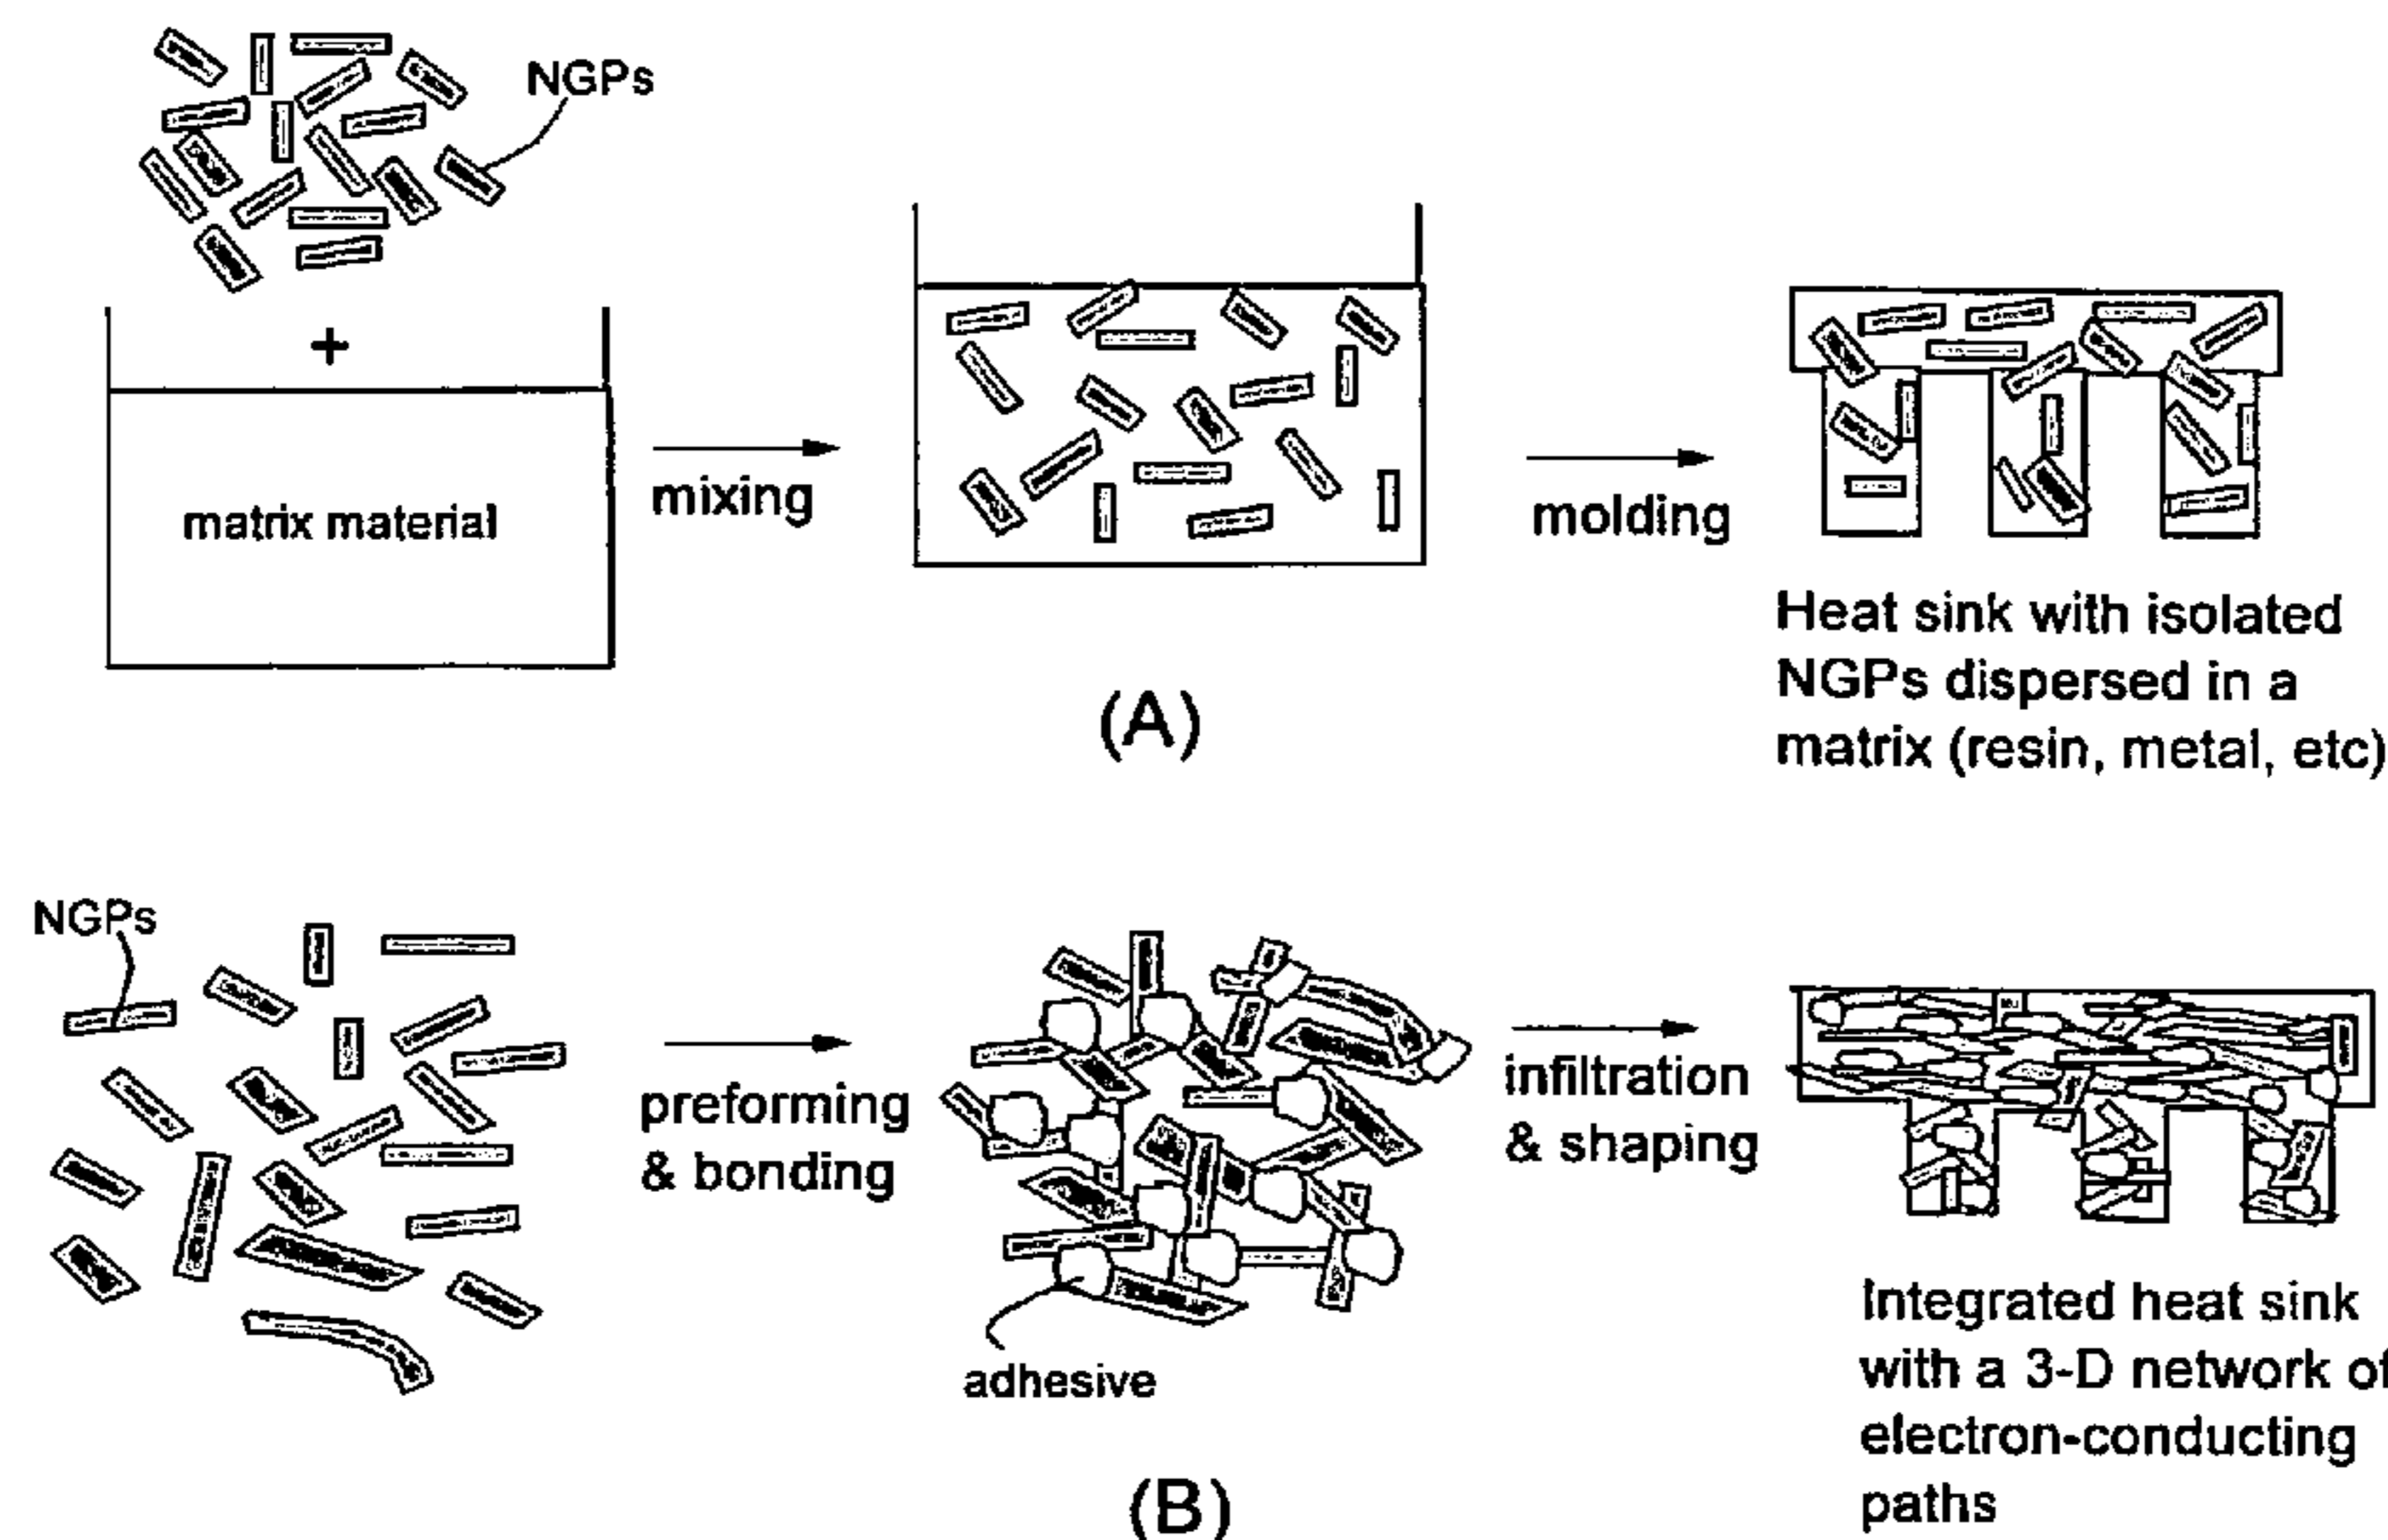 NGPs
+
matrix material
mixing
molding
Heat sink with isolated
NGPs dispersed in a
matrix (resin, metal, etc)
(A)
NGPs
preforming
& bonding
adhesive
infiltration
& shaping
Integrated heat sink
with a 3-D network of
electron-conducting
paths
(B)